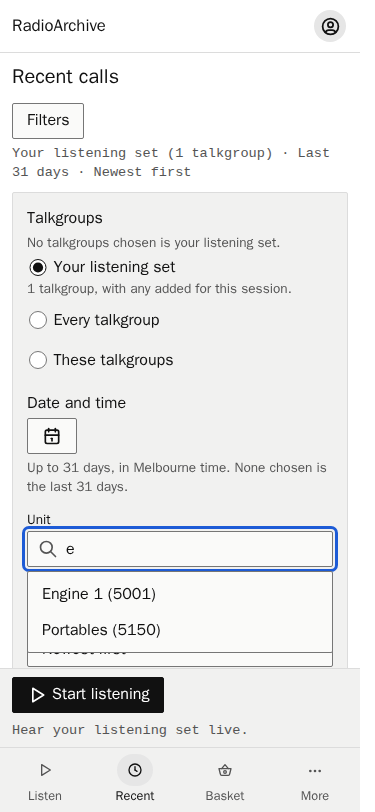 RadioArchive
Recent calls
Filters
Your listening set (1 talkgroup) · Last
31 days · Newest first
Talkgroups
No talkgroups chosen is your listening set.
Your listening set
1 talkgroup, with any added for this session.
Every talkgroup
These talkgroups
Date and time
Up to 31 days, in Melbourne time. None chosen is
the last 31 days.
Unit
e
Engine 1 (5001)
Portables (5150)
Start listening
Hear your listening set live.
Listen
Recent
Basket
More